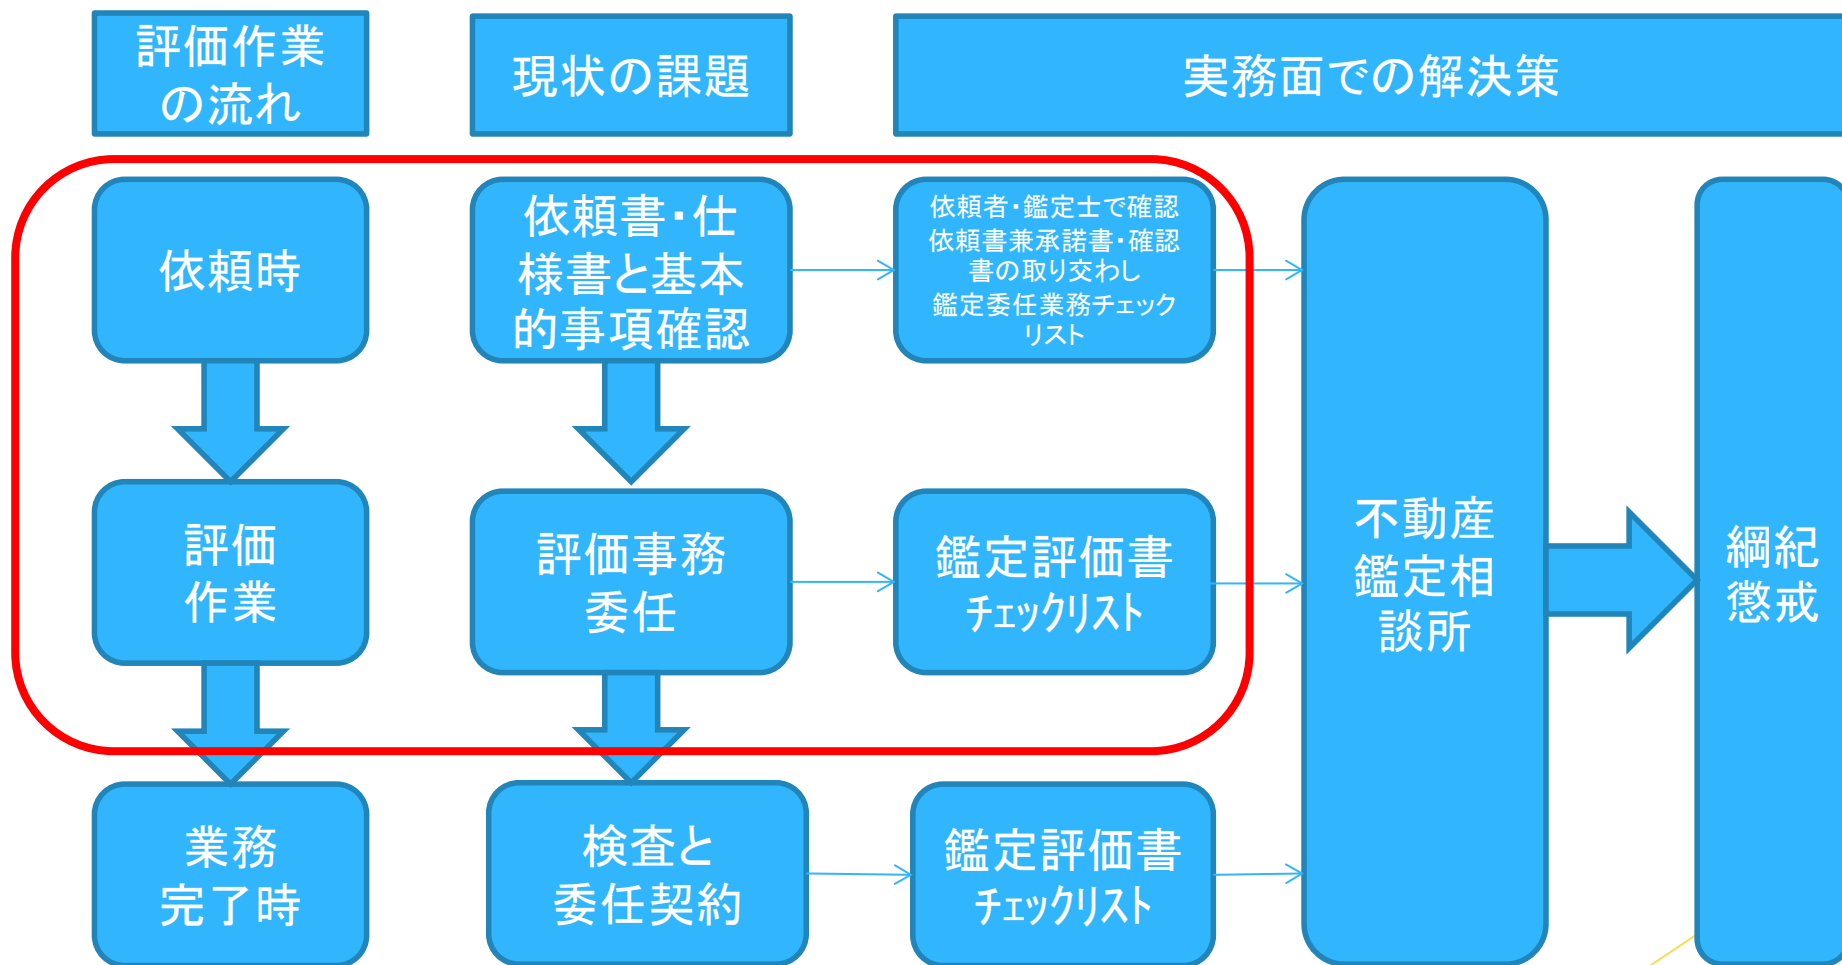 評価作業
の流れ
現状の課題
実務面での解決策
依頼時
依頼書・仕
様書と基本
的事項確認
依頼者・鑑定士で確認
依頼書兼承諾書・確認
書の取り交わし
鑑定委任業務チェック
リスト
評価
作業
評価事務
委任
鑑定評価書
チェックリスト
不動産
鑑定相
談所
綱紀
懲戒
業務
完了時
検査と
委任契約
鑑定評価書
チェックリスト